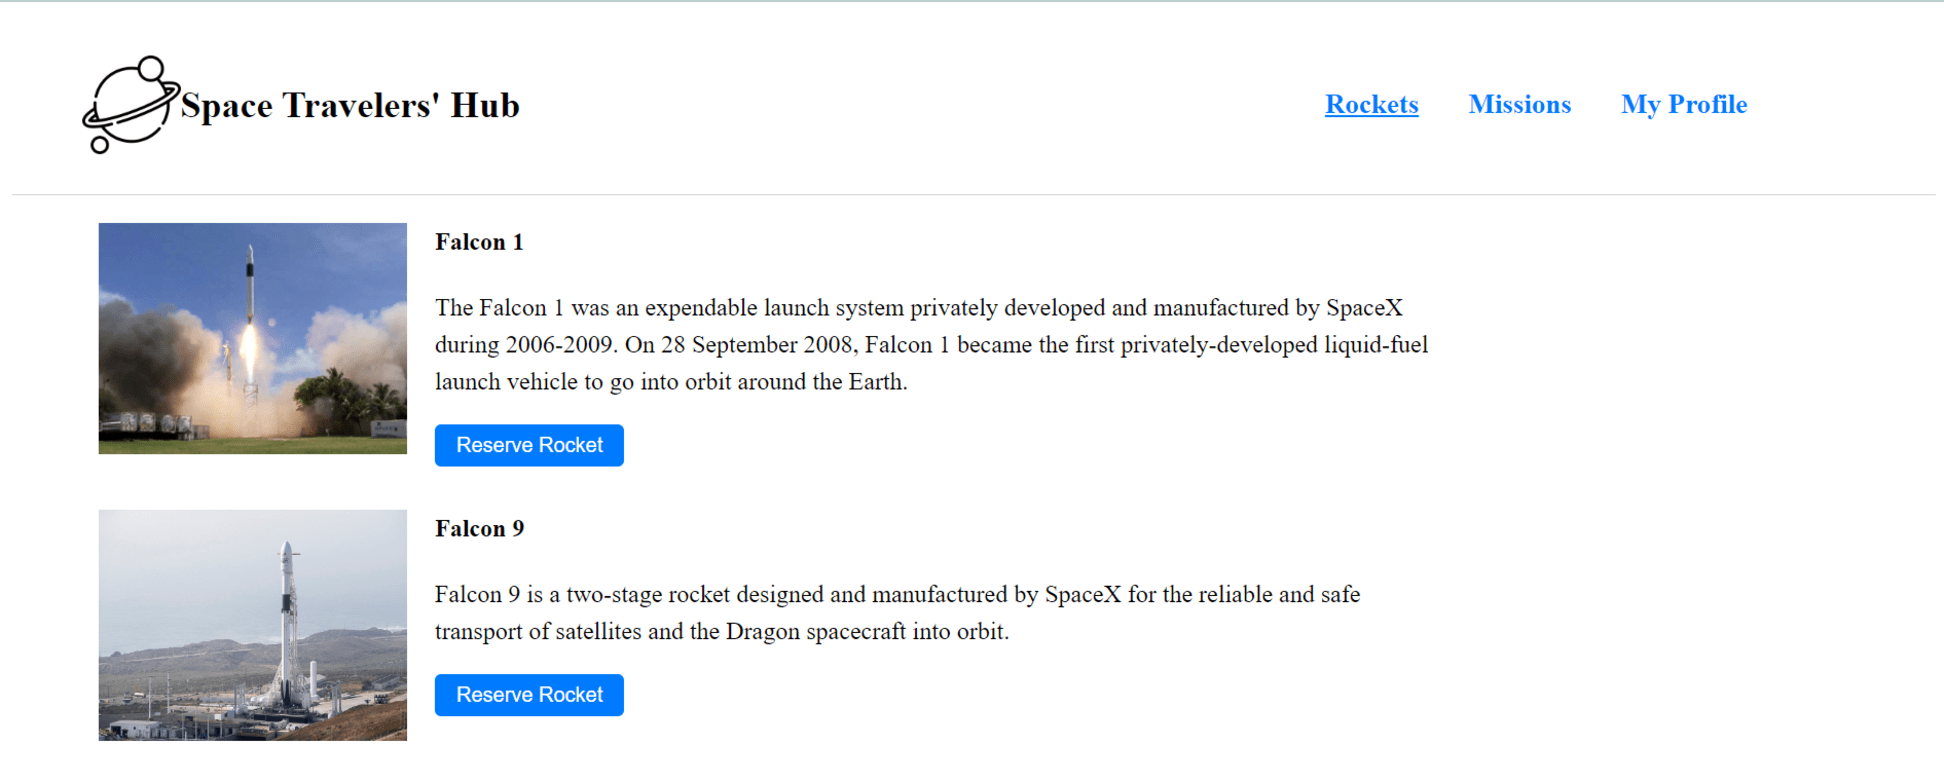 Space Travelers' Hub
Rockets Missions My Profile
Falcon 1
The Falcon 1 was an expendable launch system privately developed and manufactured by SpaceX
during 2006-2009. On 28 September 2008, Falcon 1 became the first privately-developed liquid-fuel
launch vehicle to go into orbit around the Earth.
Reserve Rocket
Falcon 9
Falcon 9 is a two-stage rocket designed and manufactured by SpaceX for the reliable and safe
transport of satellites and the Dragon spacecraft into orbit.
Reserve Rocket